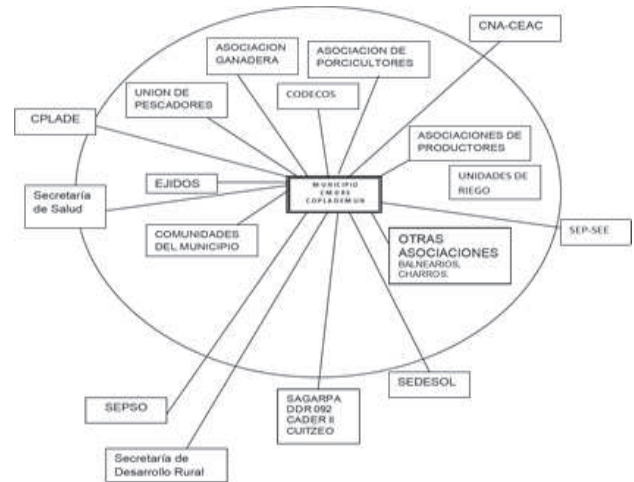 CNA-CEAC
ASOCIACION
GANADERA
ASOCIACION DE
PORCICULTORES
UNION DE
PESCADORES
CODECOS
CPLADE
ASOCIACIONES DE
PRODUCTORES
UNIDADES DE
RIEGO
EJIDOS
MUNICIPIO
CMDRS
COPLADEMUN
Secretaría
de Salud
COMUNIDADES
DEL MUNICIPIO
OTRAS
ASOCIACIONES
BALNEARIOS,
CHARROS.
SEP-SEE
SEDESOL
SEPSO
SAGARPA
DDR 092
CADER II
CUITZEO
Secretaría de
Desarrollo Rural